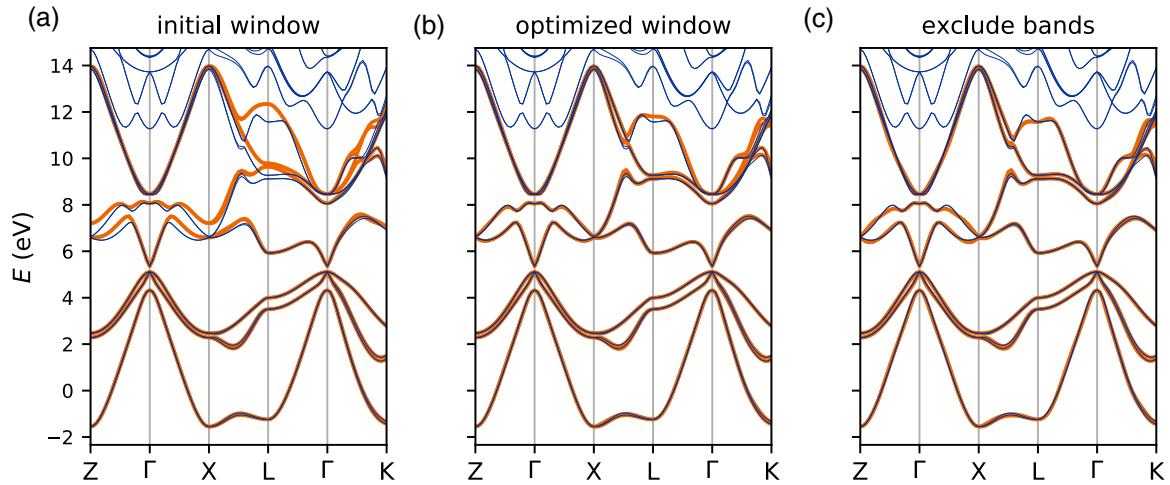 (a) initial window
(b) optimized window
(c) exclude bands
E (eV)
14
12
10
8
6
4
2
0
−2
Z Γ X L Γ K
Z Γ X L Γ K
Z Γ X L Γ K